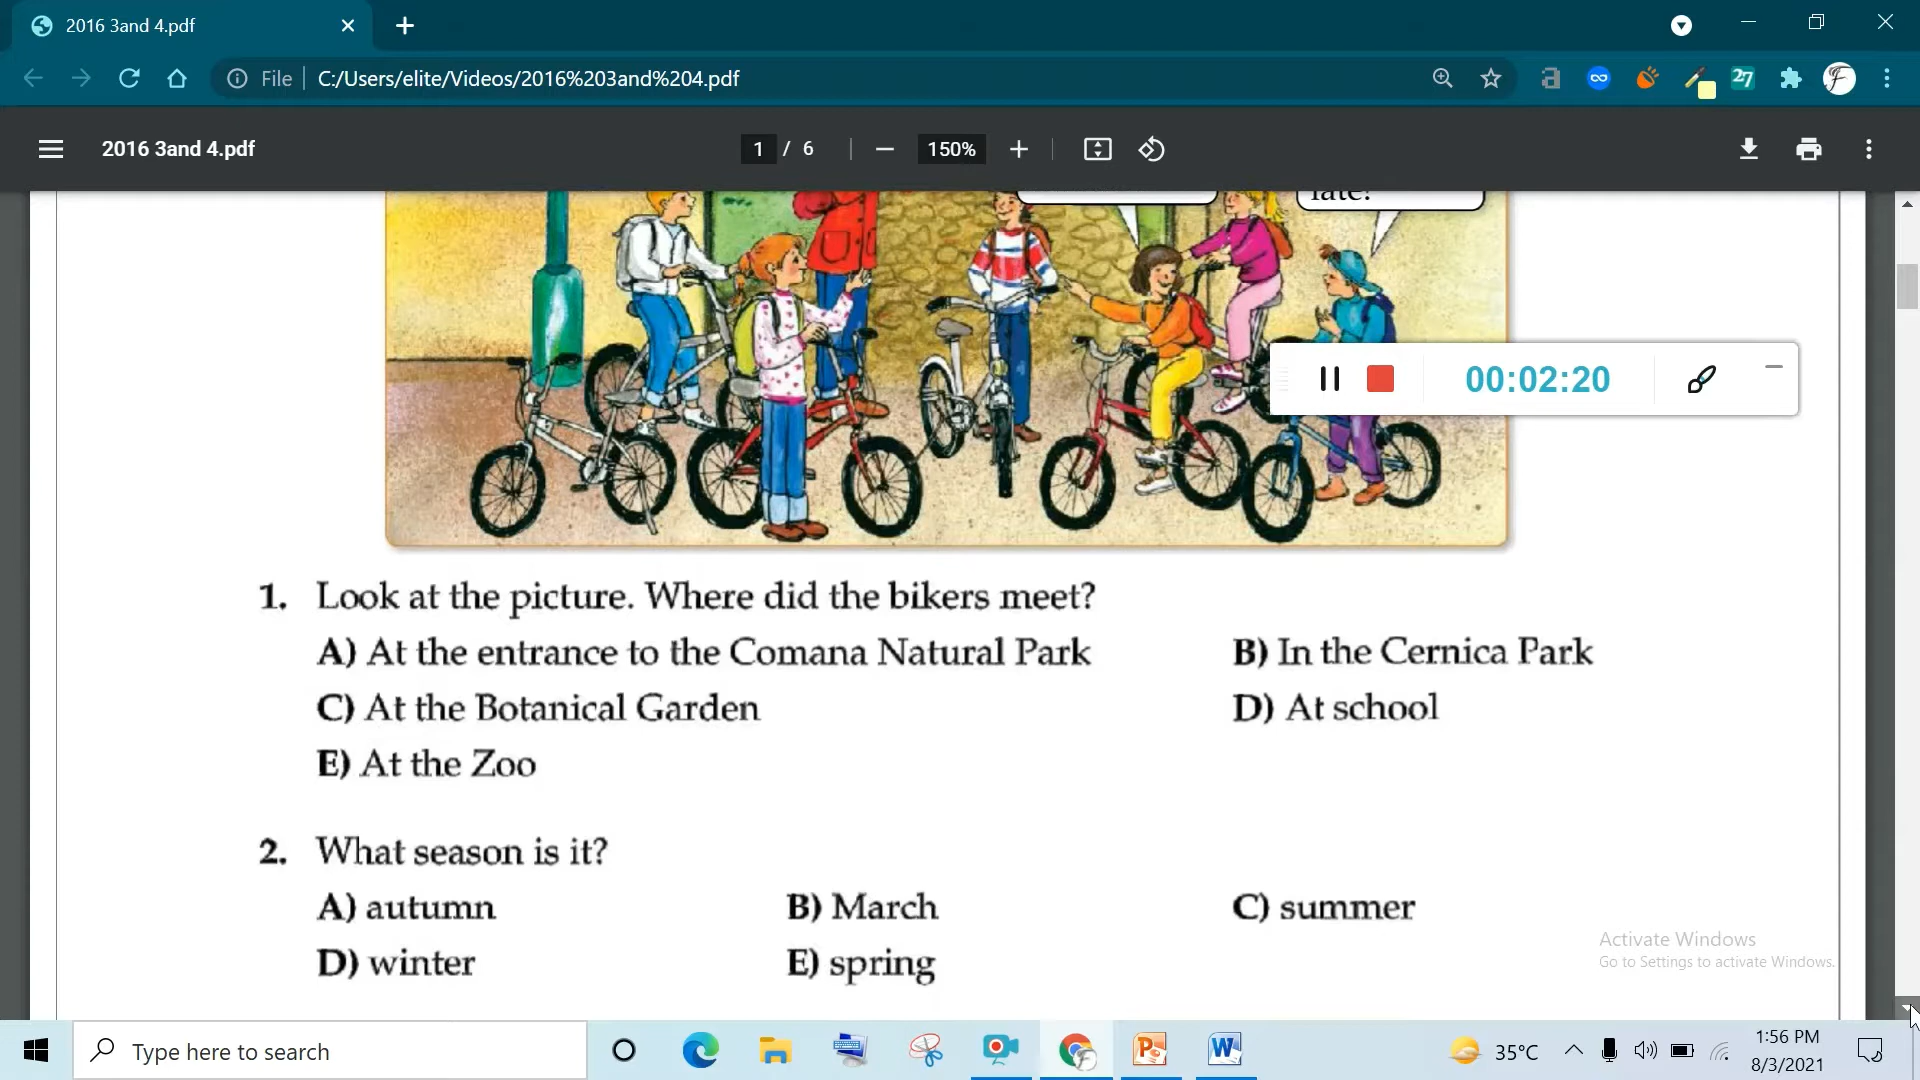 2016 3and 4.pdf
File
C:/Users/elite/Videos/2016%203and%204.pdf
27
2016 3and 4.pdf
1 / 6
150%
late!
00:02:20
1. Look at the picture. Where did the bikers meet?
A) At the entrance to the Comana Natural Park B) In the Cernica Park
C) At the Botanical Garden D) At school
E) At the Zoo
2. What season is it?
A) autumn B) March C) summer
D) winter E) spring
Activate Windows
Go to Settings to activate Windows.
Type here to search
35°C
1:56 PM
8/3/2021